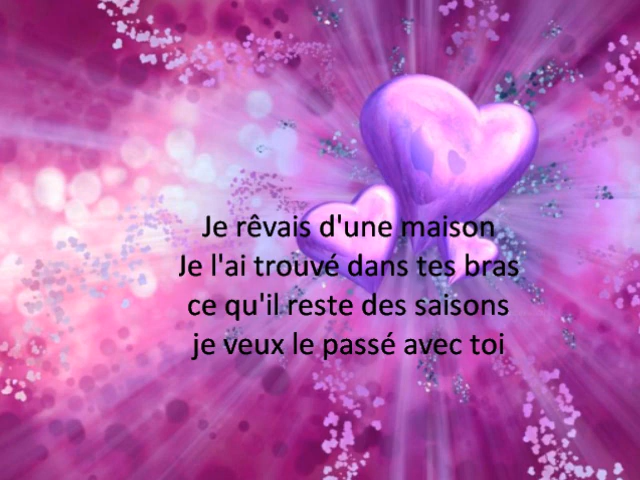 Je rêvais d'une maison
Je l'ai trouvé dans tes bras
ce qu'il reste des saisons
je veux le passé avec toi